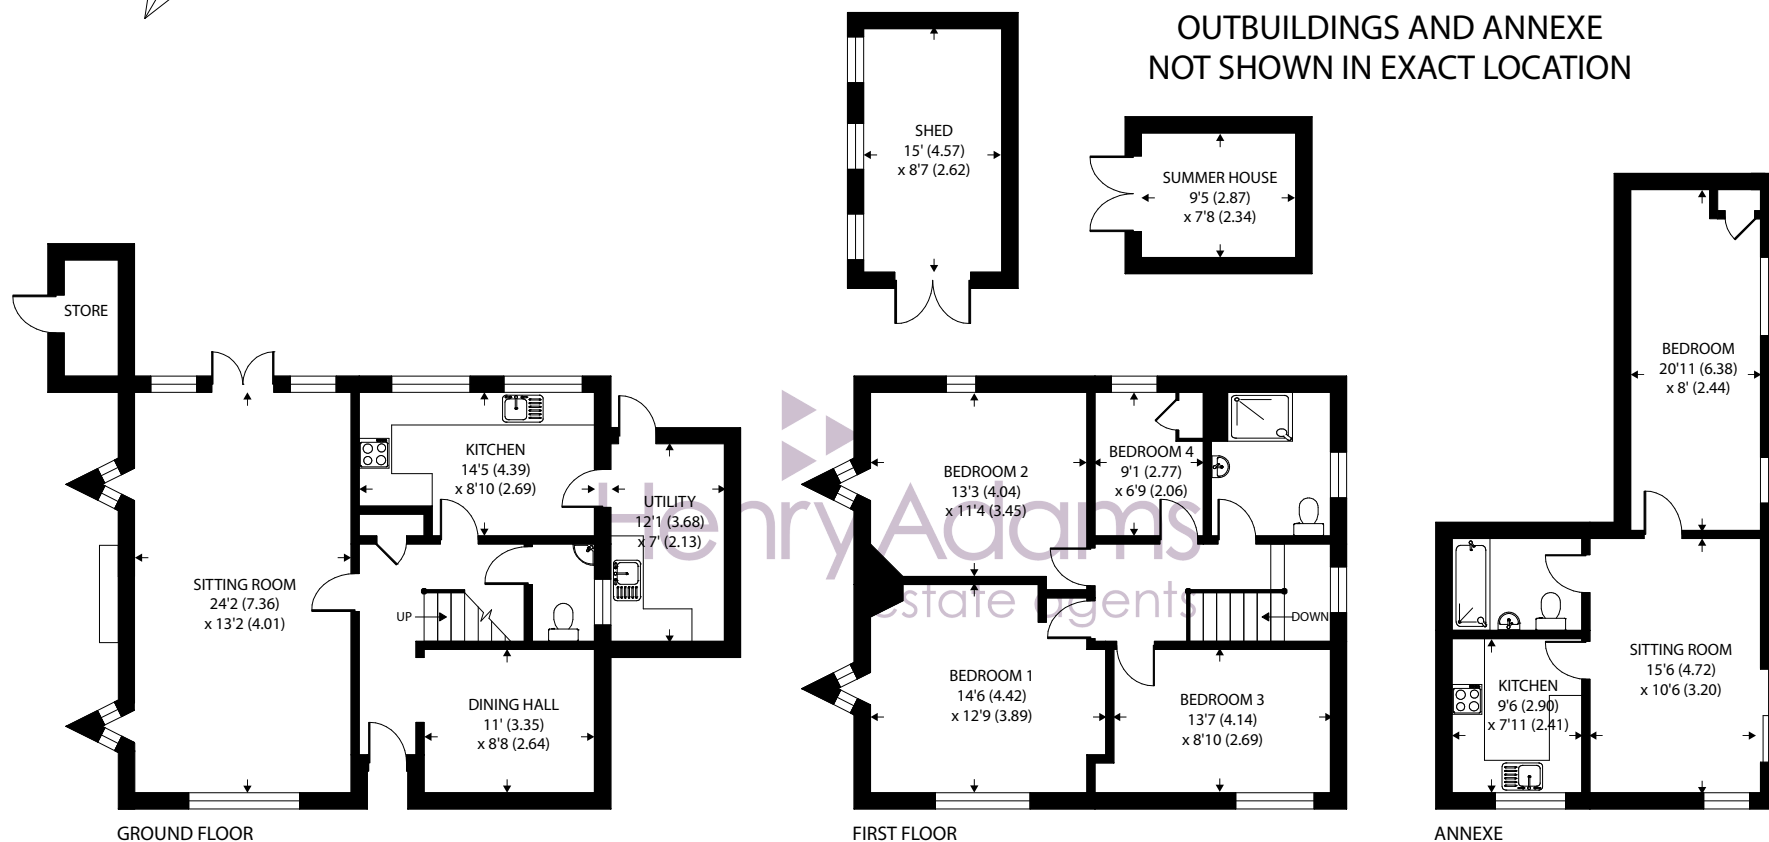 OUTBUILDINGS AND ANNEXE
NOT SHOWN IN EXACT LOCATION
SHED
15' (4.57)
x 8'7 (2.62)
SUMMER HOUSE
9'5 (2.87)
x 7'8 (2.34)
STORE
SITTING ROOM
24'2 (7.36)
x 13'2 (4.01)
KITCHEN
14'5 (4.39)
x 8'10 (2.69)
UTILITY
12'1 (3.68)
x 7' (2.13)
UP
DINING HALL
11' (3.35)
x 8'8 (2.64)
GROUND FLOOR
BEDROOM 2
13'3 (4.04)
x 11'4 (3.45)
BEDROOM 4
9'1 (2.77)
x 6'9 (2.06)
DOWN
BEDROOM 1
14'6 (4.42)
x 12'9 (3.89)
BEDROOM 3
13'7 (4.14)
x 8'10 (2.69)
FIRST FLOOR
BEDROOM
20'11 (6.38)
x 8' (2.44)
SITTING ROOM
15'6 (4.72)
x 10'6 (3.20)
KITCHEN
9'6 (2.90)
x 7'11 (2.41)
ANNEXE
HenryAdams
estate agents